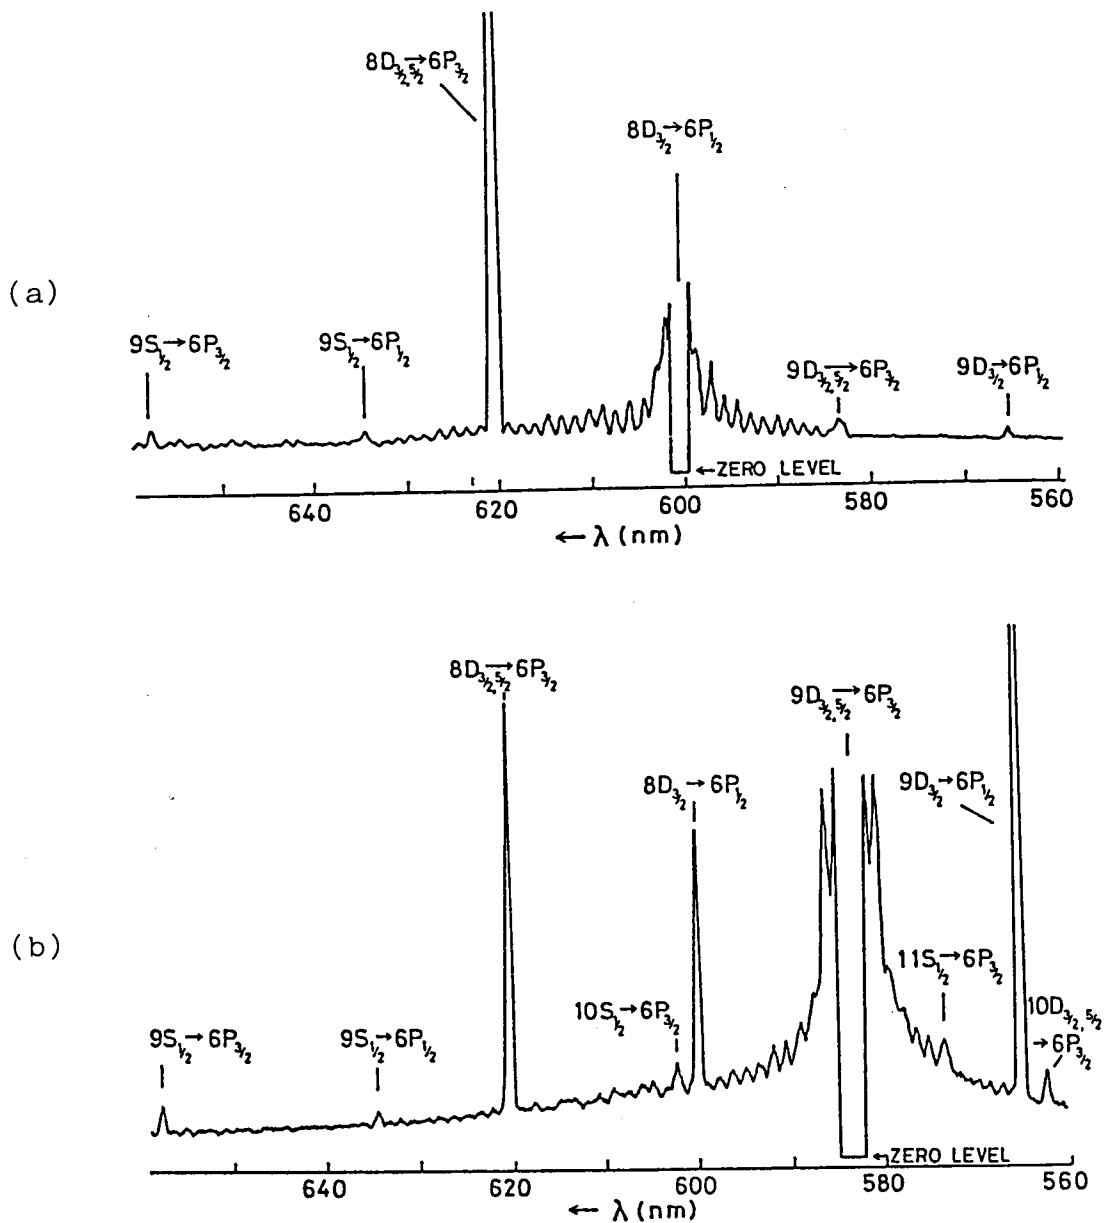 (a)
8D₃/₂,₅/₂→6P₃/₂
8D₃/₂→6P₁/₂
9S₁/₂→6P₃/₂
9S₁/₂→6P₁/₂
9D₃/₂,₅/₂→6P₃/₂
9D₃/₂→6P₁/₂
←ZERO LEVEL
640 620 600 580 560
← λ (nm)
(b)
8D₃/₂,₅/₂→6P₃/₂
9D₃/₂,₅/₂→6P₃/₂
8D₃/₂→6P₁/₂
9D₃/₂→6P₁/₂
11S₁/₂→6P₃/₂
10S₁/₂→6P₃/₂
10D₃/₂,₅/₂
→6P₃/₂
9S₁/₂→6P₃/₂
9S₁/₂→6P₁/₂
←ZERO LEVEL
640 620 600 580 560
← λ (nm)